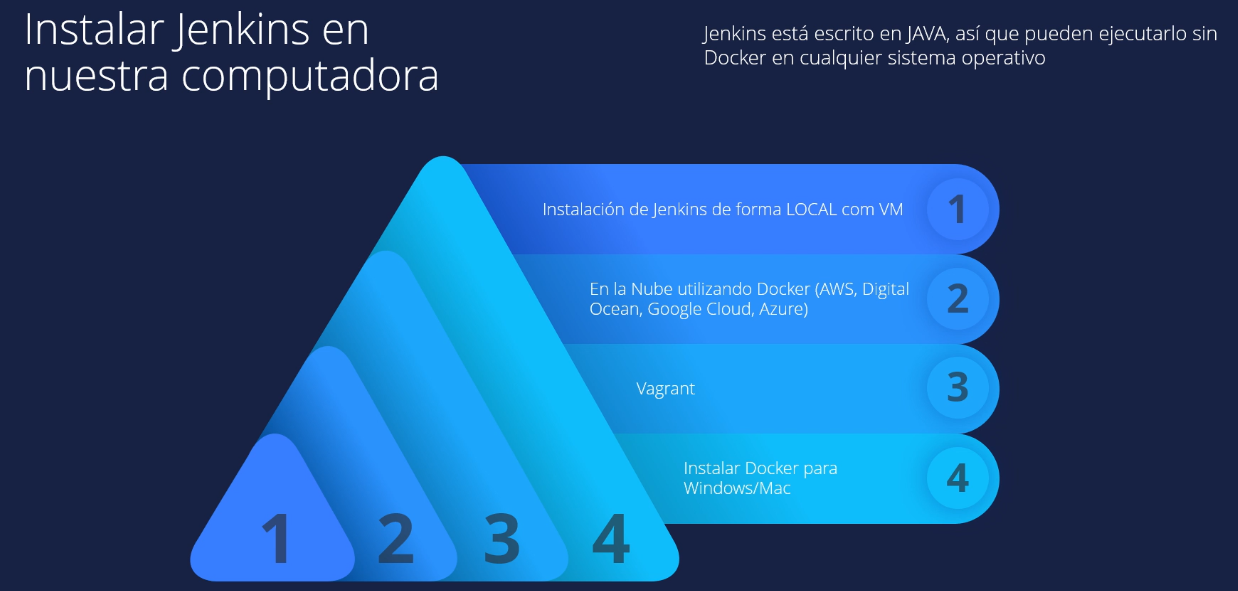 Instalar Jenkins en
nuestra computadora
Jenkins está escrito en JAVA, así que pueden ejecutarlo sin
Docker en cualquier sistema operativo
Instalación de Jenkins de forma LOCAL com VM
1
En la Nube utilizando Docker (AWS, Digital
Ocean, Google Cloud, Azure)
2
Vagrant
3
Instalar Docker para
Windows/Mac
4
1 2 3 4